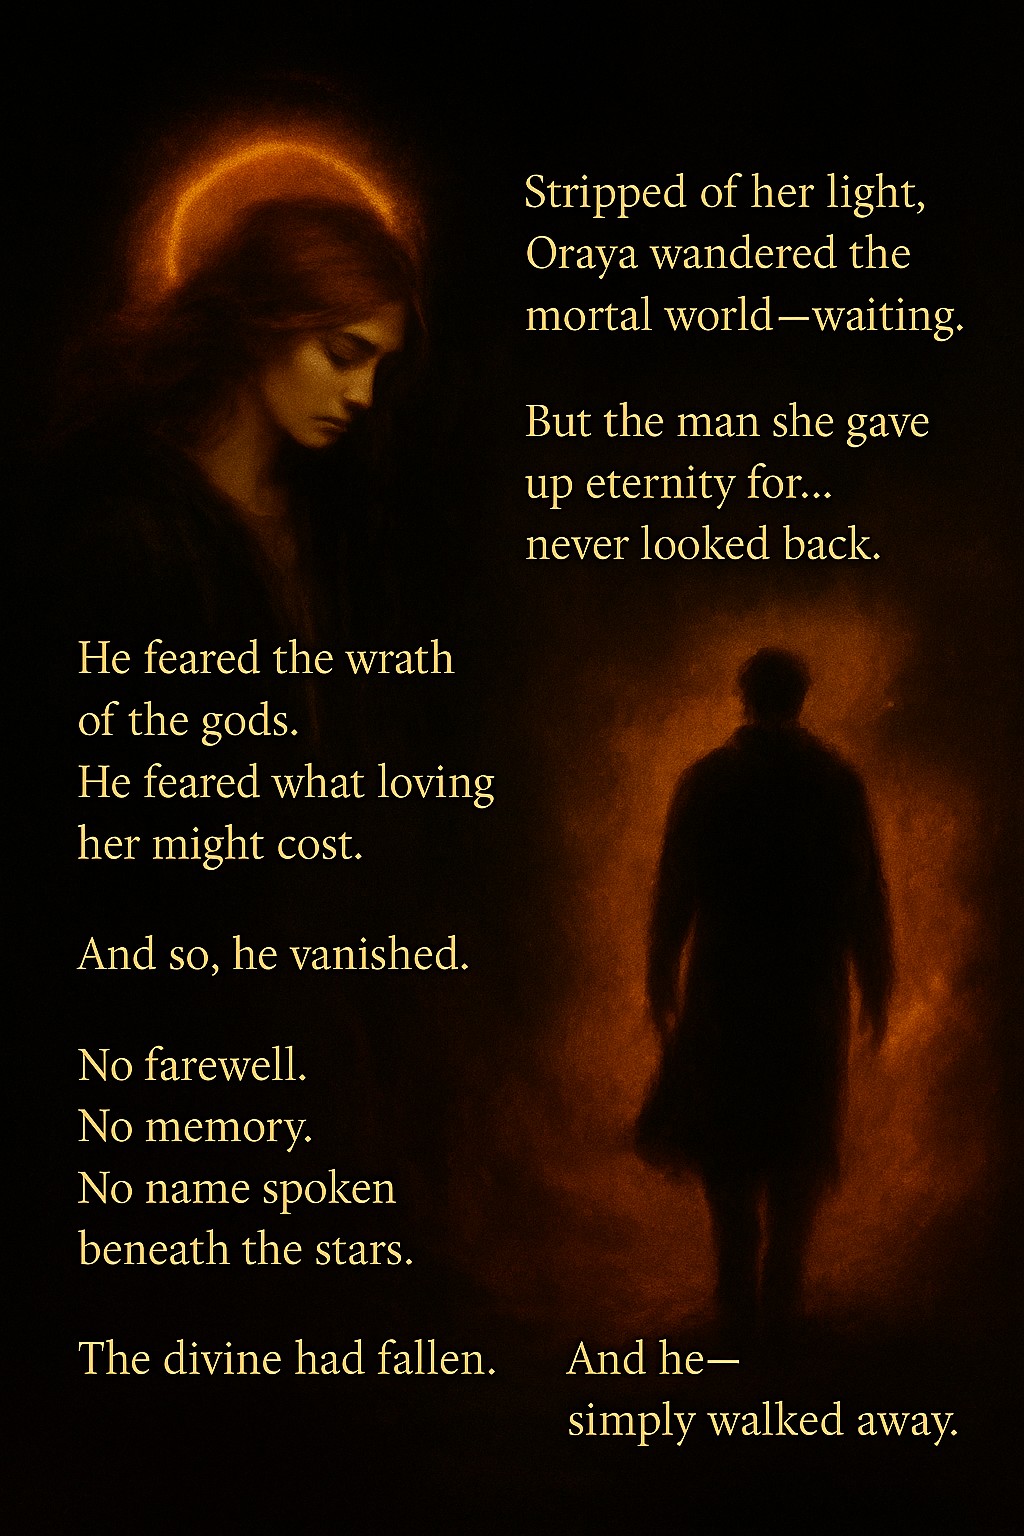 Stripped of her light,
Oraya wandered the
mortal world—waiting.
But the man she gave
up eternity for...
never looked back.
He feared the wrath
of the gods.
He feared what loving
her might cost.
And so, he vanished.
No farewell.
No memory.
No name spoken
beneath the stars.
The divine had fallen.
And he—
simply walked away.